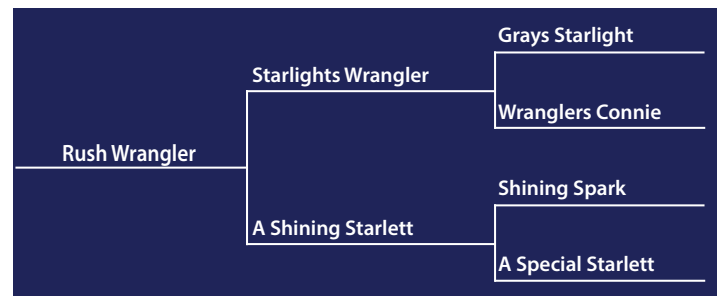 Grays Starlight
Starlights Wrangler
Wranglers Connie
Rush Wrangler
Shining Spark
A Shining Starlett
A Special Starlett